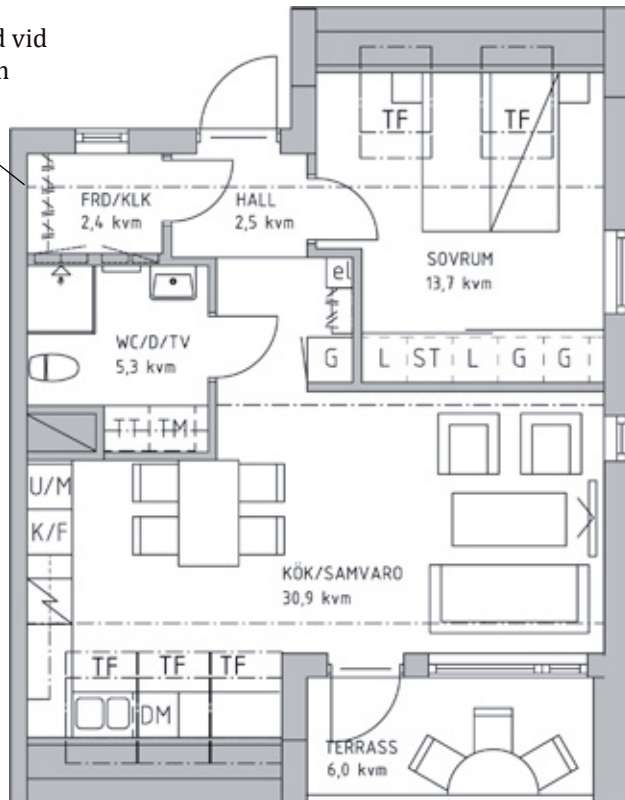 d vid
n
TF
TF
FRD/KLK
2,4 kvm
HALL
2,5 kvm
SOVRUM
13,7 kvm
el
WC/D/TV
5,3 kvm
G
L
ST
L
G
G
TT
TM
U/M
K/F
KÖK/SAMVARO
30,9 kvm
TF
TF
TF
DM
TERRASS
6,0 kvm